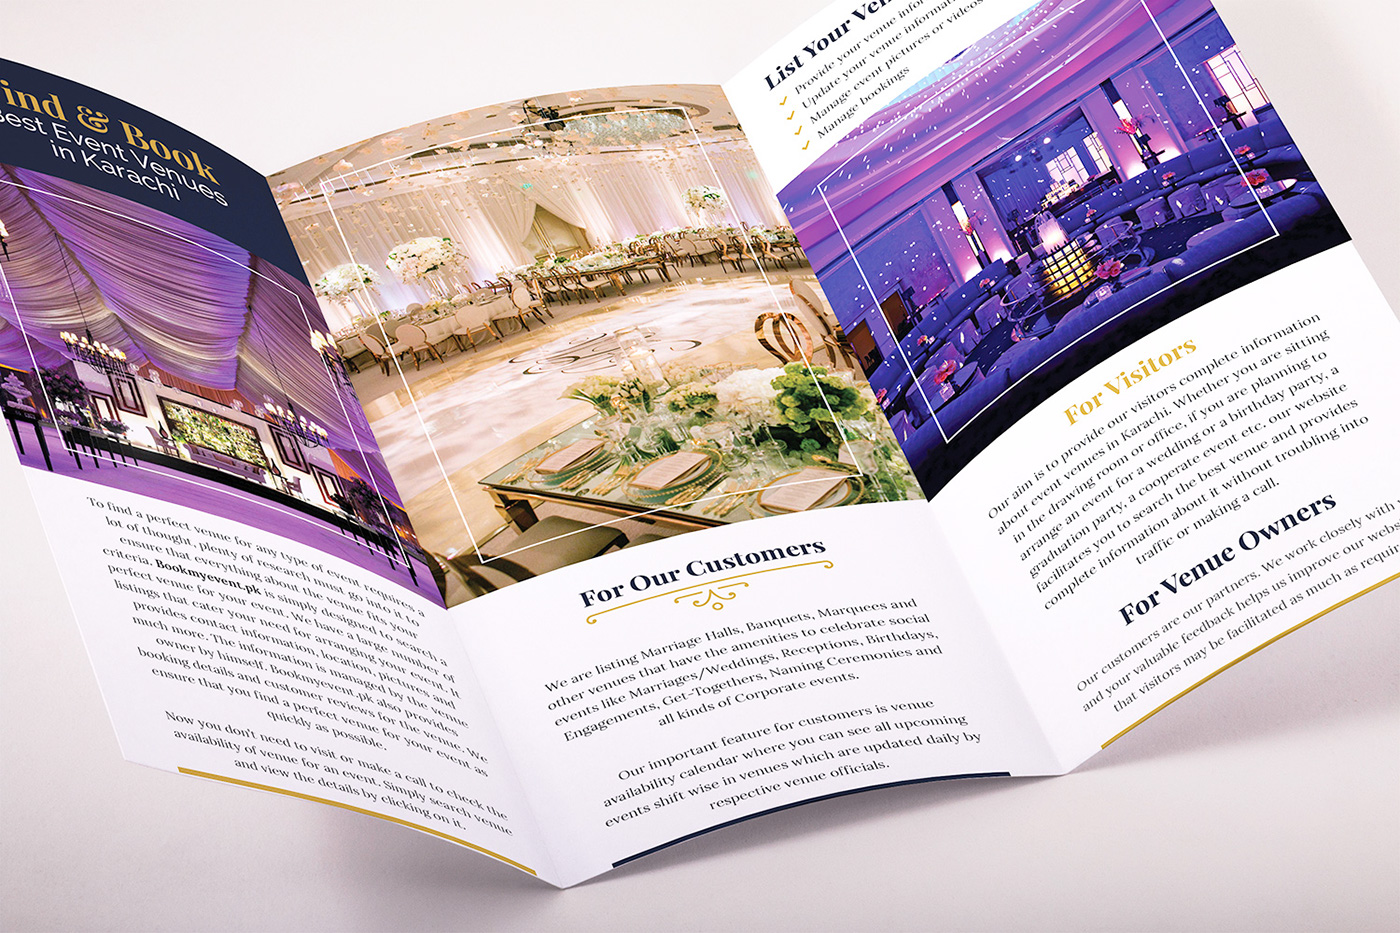 ind & Book
Best Event Venues
in Karachi
To find a perfect venue for any type of event requires a
lot of thought, plenty of research must go into it to
ensure that everything about the venue fits your
criteria. Bookmyevent.pk is simply designed to search a
perfect venue for your event. We have a large number of
listings that cater your need for arranging your event. It
provides contact information, location, pictures and
much more. The information is managed by the venue
owner by himself. Bookmyevent.pk also provides
booking details and customer reviews for the venue. We
ensure that you find a perfect venue for your event as
quickly as possible.
Now you don't need to visit or make a call to check the
availability of venue for an event. Simply search venue
and view the details by clicking on it.
For Our Customers
We are listing Marriage Halls, Banquets, Marquees and
other venues that have the amenities to celebrate social
events like Marriages/Weddings, Receptions, Birthdays,
Engagements, Get-Togethers, Naming Ceremonies and
all kinds of Corporate events.
Our important feature for customers is venue
availability calendar where you can see all upcoming
events shift wise in venues which are updated daily by
respective venue officials.
List Your Ven
Provide your venue infor
Update your venue informati
Manage event pictures or videos
Manage bookings
For Visitors
Our aim is to provide our visitors complete information
about event venues in Karachi. Whether you are sitting
in the drawing room or office, if you are planning to
arrange an event for a wedding or a birthday party, a
graduation party, a cooperate event etc. our website
facilitates you to search the best venue and provides
complete information about it without troubling into
traffic or making a call.
For Venue Owners
Our customers are our partners. We work closely with
and your valuable feedback helps us improve our webs
that visitors may be facilitated as much as requir